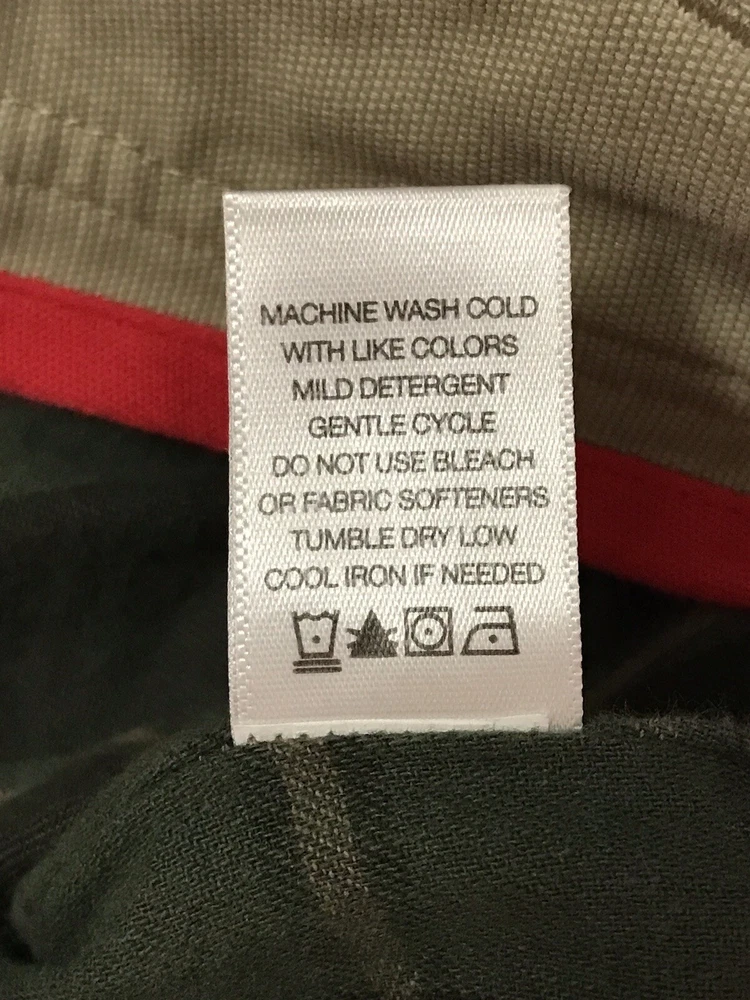 MACHINE WASH COLD
WITH LIKE COLORS
MILD DETERGENT
GENTLE CYCLE
DO NOT USE BLEACH
OR FABRIC SOFTENERS
TUMBLE DRY LOW
COOL IRON IF NEEDED